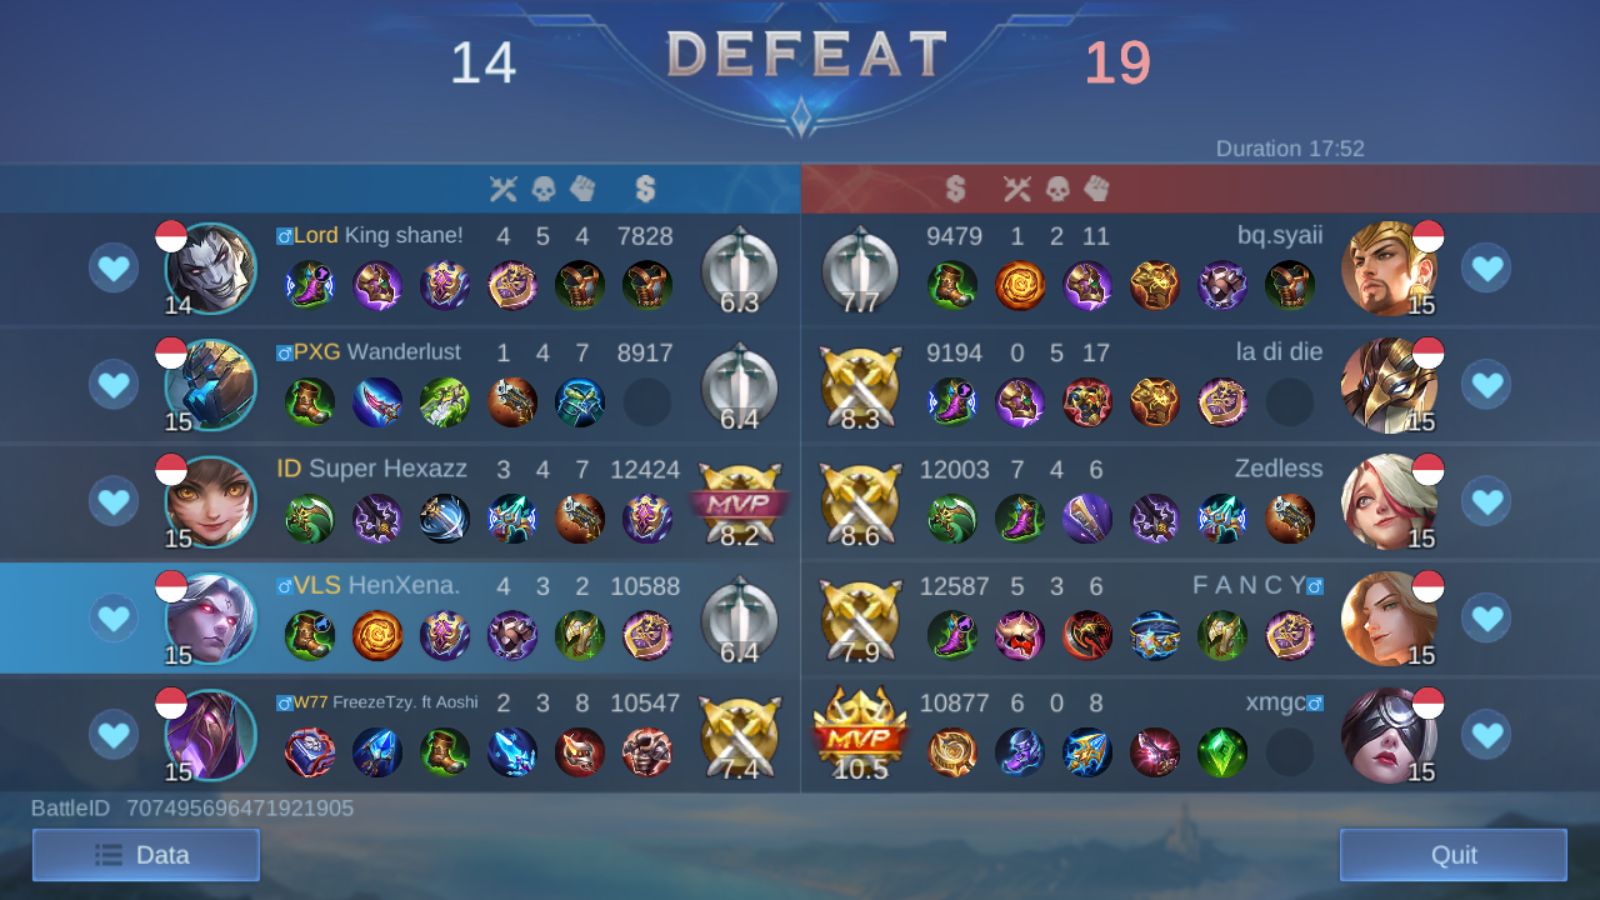 14 DEFEAT 19
Duration 17:52
Lord King shane! 4 5 4 7828 6.3 14
7.7 9479 1 2 11 bq.syaii 15
PXG Wanderlust 1 4 7 8917 6.4 15
8.3 9194 0 5 17 la di die 15
ID Super Hexazz 3 4 7 12424 MVP 8.2 15
8.6 12003 7 4 6 Zedless 15
VLS HenXena. 4 3 2 10588 6.4 15
7.9 12587 5 3 6 F A N C Y 15
W77 FreezeTzy. ft Aoshi 2 3 8 10547 7.4 15
MVP 10.5 10877 6 0 8 xmgc 15
BattleID 707495696471921905
Data
Quit